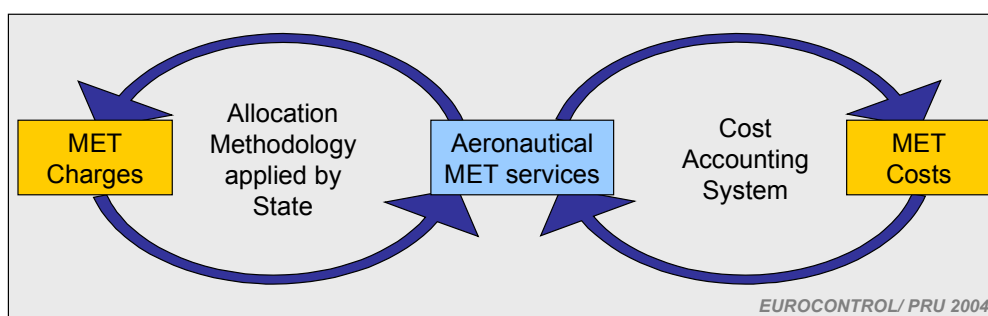 MET
Charges
Allocation
Methodology
applied by
State
Aeronautical
MET services
Cost
Accounting
System
MET
Costs
EUROCONTROL/ PRU 2004